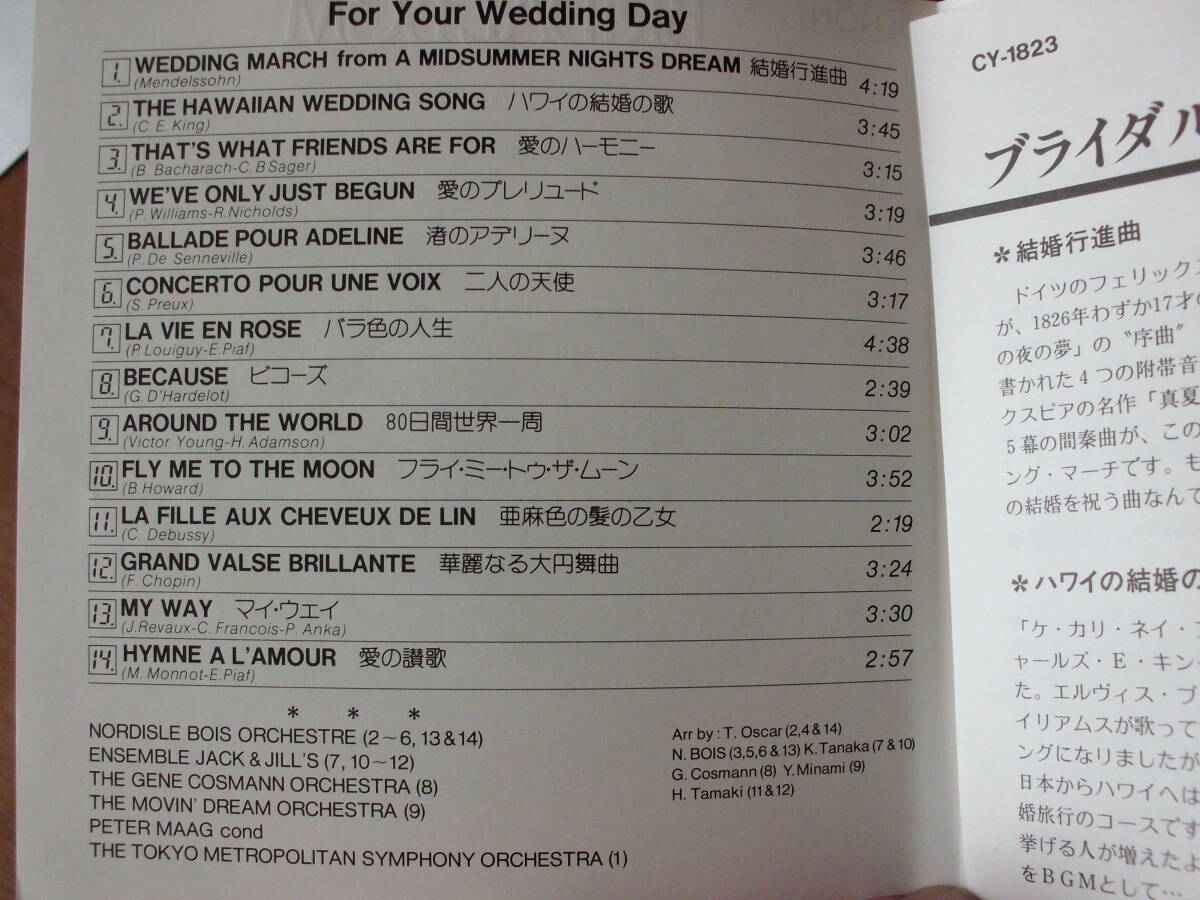 For Your Wedding Day
1. WEDDING MARCH from A MIDSUMMER NIGHTS DREAM 結婚行進曲 4:19
(Mendelssohn)
2. THE HAWAIIAN WEDDING SONG ハワイの結婚の歌 3:45
(C. E. King)
3. THAT'S WHAT FRIENDS ARE FOR 愛のハーモニー 3:15
(B. Bacharach-C B Sager)
4. WE'VE ONLY JUST BEGUN 愛のプレリュード 3:19
(P. Williams-R. Nicholds)
5. BALLADE POUR ADELINE 渚のアデリーヌ 3:46
(P. De Senneville)
6. CONCERTO POUR UNE VOIX 二人の天使 3:17
(S. Preux)
7. LA VIE EN ROSE バラ色の人生 4:38
(P. Louiguy-E. Piaf)
8. BECAUSE ビコーズ 2:39
(G. D'Hardelot)
9. AROUND THE WORLD 80日間世界一周 3:02
(Victor Young-H. Adamson)
10. FLY ME TO THE MOON フライ・ミー・トゥ・ザ・ムーン 3:52
(B. Howard)
11. LA FILLE AUX CHEVEUX DE LIN 亜麻色の髪の乙女 2:19
(C. Debussy)
12. GRAND VALSE BRILLANTE 華麗なる大円舞曲 3:24
(F. Chopin)
13. MY WAY マイ・ウェイ 3:30
(J. Revaux-C. Francois-P. Anka)
14. HYMNE A L'AMOUR 愛の讃歌 2:57
(M. Monnot-E. Piaf)
* * *
NORDISLE BOIS ORCHESTRE (2～6, 13 & 14)
ENSEMBLE JACK & JILL'S (7, 10～12)
THE GENE COSMANN ORCHESTRA (8)
THE MOVIN' DREAM ORCHESTRA (9)
PETER MAAG cond
THE TOKYO METROPOLITAN SYMPHONY ORCHESTRA (1)
Arr by : T. Oscar (2,4 & 14)
N. BOIS (3,5,6 & 13) K. Tanaka (7 & 10)
G. Cosmann (8) Y. Minami (9)
H. Tamaki (11 & 12)
CY-1823
ブライダル
*結婚行進曲
ドイツのフェリックス
が、1826年わずか17才の
の夜の夢」の〝序曲〟
書かれた4つの附帯音
クスピアの名作「真夏
5幕の間奏曲が、この
ング・マーチです。も
の結婚を祝う曲なんて
*ハワイの結婚の
「ケ・カリ・ネイ・
ャールズ・E・キング
た。エルヴィス・プ
イリアムスが歌って
ングになりましたが
日本からハワイへは
婚旅行のコースです
挙げる人が増えたよ
をBGMとして…